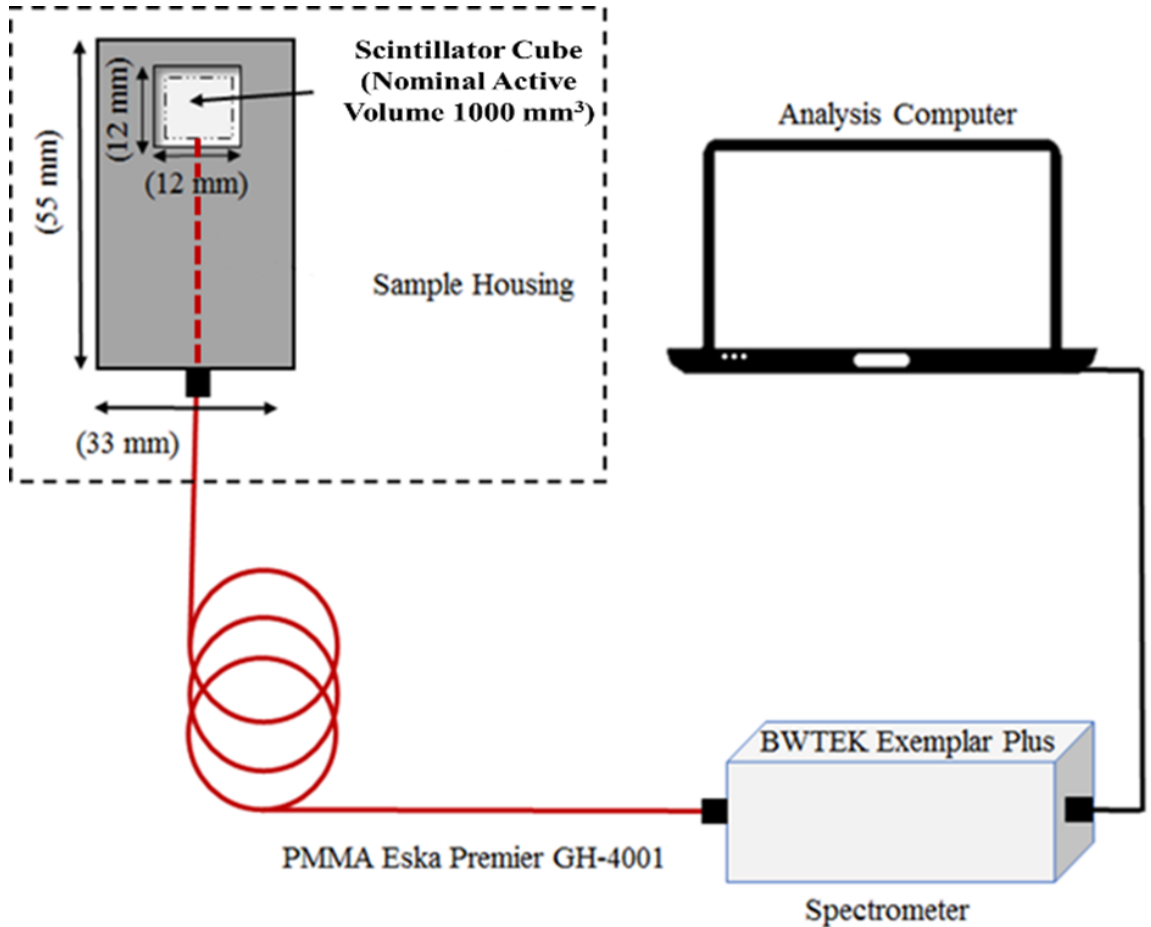 Scintillator Cube
(Nominal Active
Volume 1000 mm³)
(12 mm)
(12 mm)
(55 mm)
Sample Housing
(33 mm)
Analysis Computer
BWTEK Exemplar Plus
PMMA Eska Premier GH-4001
Spectrometer